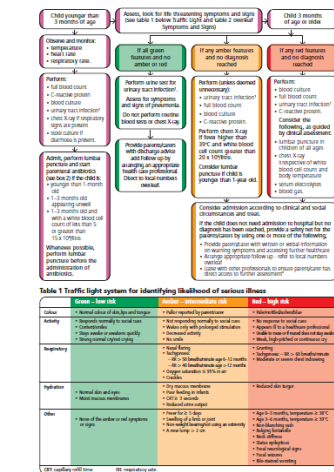 Child younger than
3 months of age
Assess, look for life threatening symptoms and signs
(see table 1 below Traffic Light and table 2 overleaf
Symptoms and Signs)
Child 3 months
of age or older
Observe and monitor:
• temperature
• heart rate
• respiratory rate.
Perform:
• full blood count
• C-reactive protein
• blood culture
• urinary tract infection¹
• chest X-ray if respiratory
signs are present
• stool culture if
diarrhoea is present.
Admit, perform lumbar
puncture and start
parenteral antibiotics
(see box 2) if the child is:
• younger than 1-month
old
• 1–3 months old
appearing unwell
• 1–3 months old and
with a white blood cell
count of less than 5
or greater than
15 x 10⁹/litre.
Whenever possible,
perform lumbar
puncture before the
administration of
antibiotics.
If all green
features and no
amber or red
Perform urine test for
urinary tract infection¹.
Assess for symptoms
and signs of pneumonia.
Do not perform routine
blood tests or chest X-ray.
Provide parents/carers
with discharge advice
and follow up by
arranging an appropriate
health care professional.
Direct to local numbers
overleaf
If any amber features
and no diagnosis
reached
Perform (unless deemed
unnecessary):
• urinary tract infection¹
• full blood count
• blood culture
• C-reactive protein.
Perform chest X-ray
if fever higher than
39°C and white blood
cell count greater than
20 x 10⁹/litre.
Consider lumbar
puncture if child is
younger than 1-year old.
If any red features
and no diagnosis
reached
Perform:
• blood culture
• full blood count
• urinary tract infection¹
• C-reactive protein.
Consider the
following, as guided
by clinical assessment:
• lumbar puncture in
children of all ages
• chest X-ray
irrespective of white
blood cell count and
body temperature
• serum electrolytes
• blood gas.
Consider admission according to clinical and social
circumstances and treat.
If the child does not need admission to hospital but no
diagnosis has been reached, provide a safety net for the
parents/carers by using one or more of the following:
• Provide parent/carer with written or verbal information
on warning symptoms and accessing further healthcare
• Arrange appropriate follow up - refer to local numbers
overleaf
• Liaise with other professionals to ensure parent/carer has
direct access to further assessment
Table 1 Traffic light system for identifying likelihood of serious illness
Green – low risk
Amber – intermediate risk
Red – high risk
Colour
• Normal colour of skin, lips and tongue
• Pallor reported by parent/carer
• Pale/mottled/ashen/blue
Activity
• Responds normally to social cues
• Content/smiles
• Stays awake or awakens quickly
• Strong normal cry/not crying
• Not responding normally to social cues
• Wakes only with prolonged stimulation
• Decreased activity
• No smile
• No response to social cues
• Appears ill to a healthcare professional
• Weak, high-pitched or continuous cry
Respiratory
• Nasal flaring
• Tachypnoea:
– RR > 50 breaths/minute age 6–12 months
– RR > 40 breaths/minute age > 12 months
• Oxygen saturation ≤ 95% in air
• Crackles
• Grunting
• Tachypnoea: – RR > 60 breaths/minute
• Moderate or severe chest indrawing
Hydration
• Normal skin and eyes
• Moist mucous membranes
• Dry mucous membrane
• Poor feeding in infants
• CRT ≥ 3 seconds
• Reduced urine output
• Reduced skin turgor
Other
• None of the amber or red symptoms
or signs
• Fever for ≥ 5 days
• Swelling of a limb or joint
• Non-weight bearing/not using an extremity
• A new lump > 2 cm
• Age 0–3 months, temperature ≥ 38°C
• Age 3–6 months, temperature ≥ 39°C
• Non-blanching rash
• Bulging fontanelle
• Neck stiffness
• Status epilepticus
• Focal neurological signs
• Focal seizures
• Bile-stained vomiting
CRT: capillary refill time RR: respiratory rate